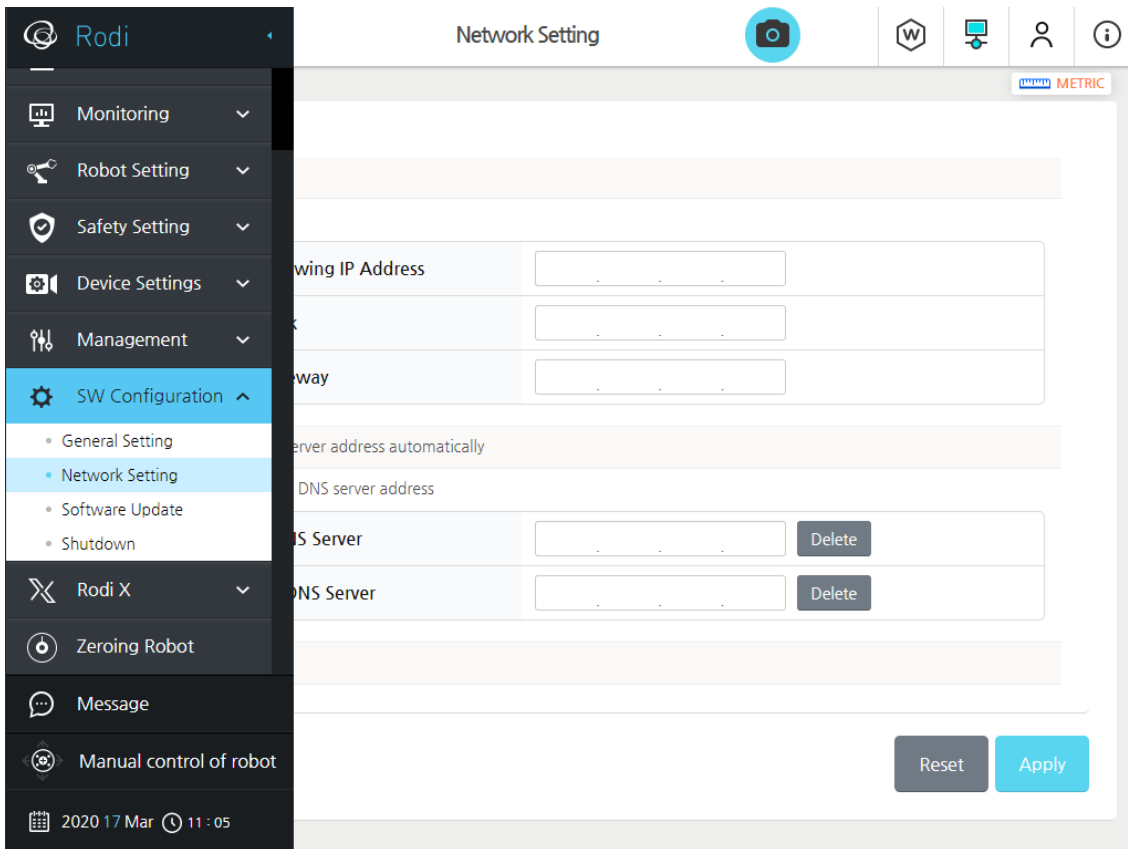 Rodi
Network Setting
METRIC
Monitoring
Robot Setting
Safety Setting
Device Settings
Management
SW Configuration
General Setting
Network Setting
Software Update
Shutdown
Rodi X
Zeroing Robot
Message
Manual control of robot
2020 17 Mar 11 : 05
wing IP Address
k
eway
erver address automatically
DNS server address
NS Server
Delete
DNS Server
Delete
Reset
Apply